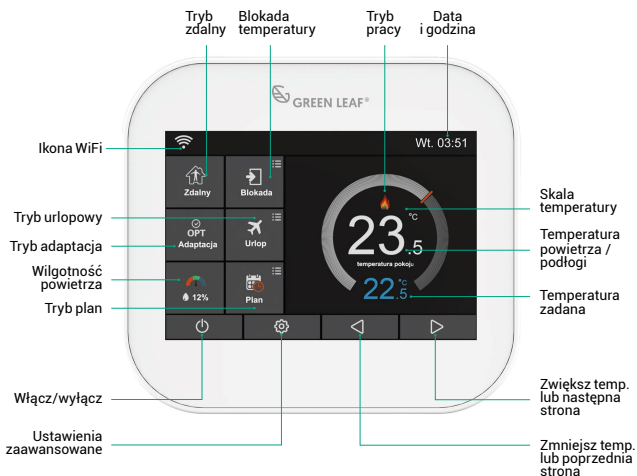 Tryb
zdalny
Blokada
temperatury
Tryb
pracy
Data
i godzina
GREEN LEAF®
Ikona WiFi
Wt. 03:51
Zdalny
Blokada
Skala
temperatury
°C
23.5
temperatura pokoju
Tryb urlopowy
OPT
Adaptacja
Urlop
Tryb adaptacja
Temperatura
powietrza /
podłogi
Wilgotność
powietrza
12%
Plan
22.5
°C
Temperatura
zadana
Tryb plan
Włącz/wyłącz
Zwiększ temp.
lub następna
strona
Ustawienia
zaawansowane
Zmniejsz temp.
lub poprzednia
strona